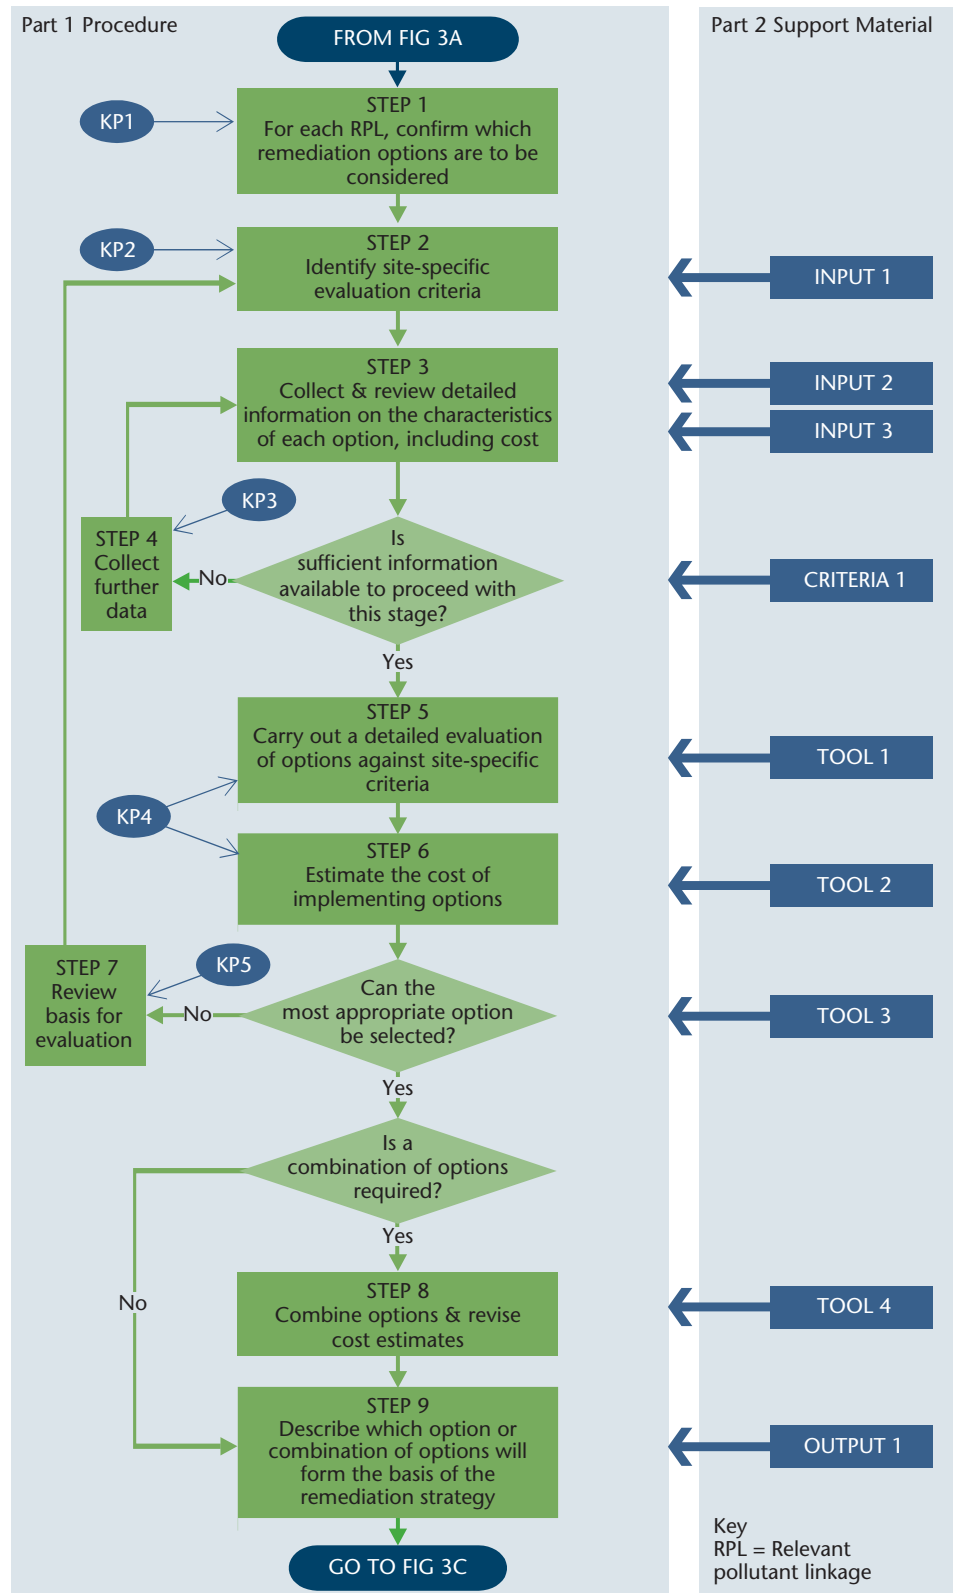 Part 1 Procedure
Part 2 Support Material
FROM FIG 3A
KP1
STEP 1
For each RPL, confirm which
remediation options are to be
considered
KP2
STEP 2
Identify site-specific
evaluation criteria
INPUT 1
STEP 3
Collect & review detailed
information on the characteristics
of each option, including cost
INPUT 2
INPUT 3
KP3
STEP 4
Collect
further
data
No
Is
sufficient information
available to proceed with
this stage?
CRITERIA 1
Yes
STEP 5
Carry out a detailed evaluation
of options against site-specific
criteria
TOOL 1
KP4
STEP 6
Estimate the cost of
implementing options
TOOL 2
STEP 7
Review
basis for
evaluation
KP5
No
Can the
most appropriate option
be selected?
TOOL 3
Yes
Is a
combination of options
required?
Yes
No
STEP 8
Combine options & revise
cost estimates
TOOL 4
STEP 9
Describe which option or
combination of options will
form the basis of the
remediation strategy
OUTPUT 1
GO TO FIG 3C
Key
RPL = Relevant
pollutant linkage